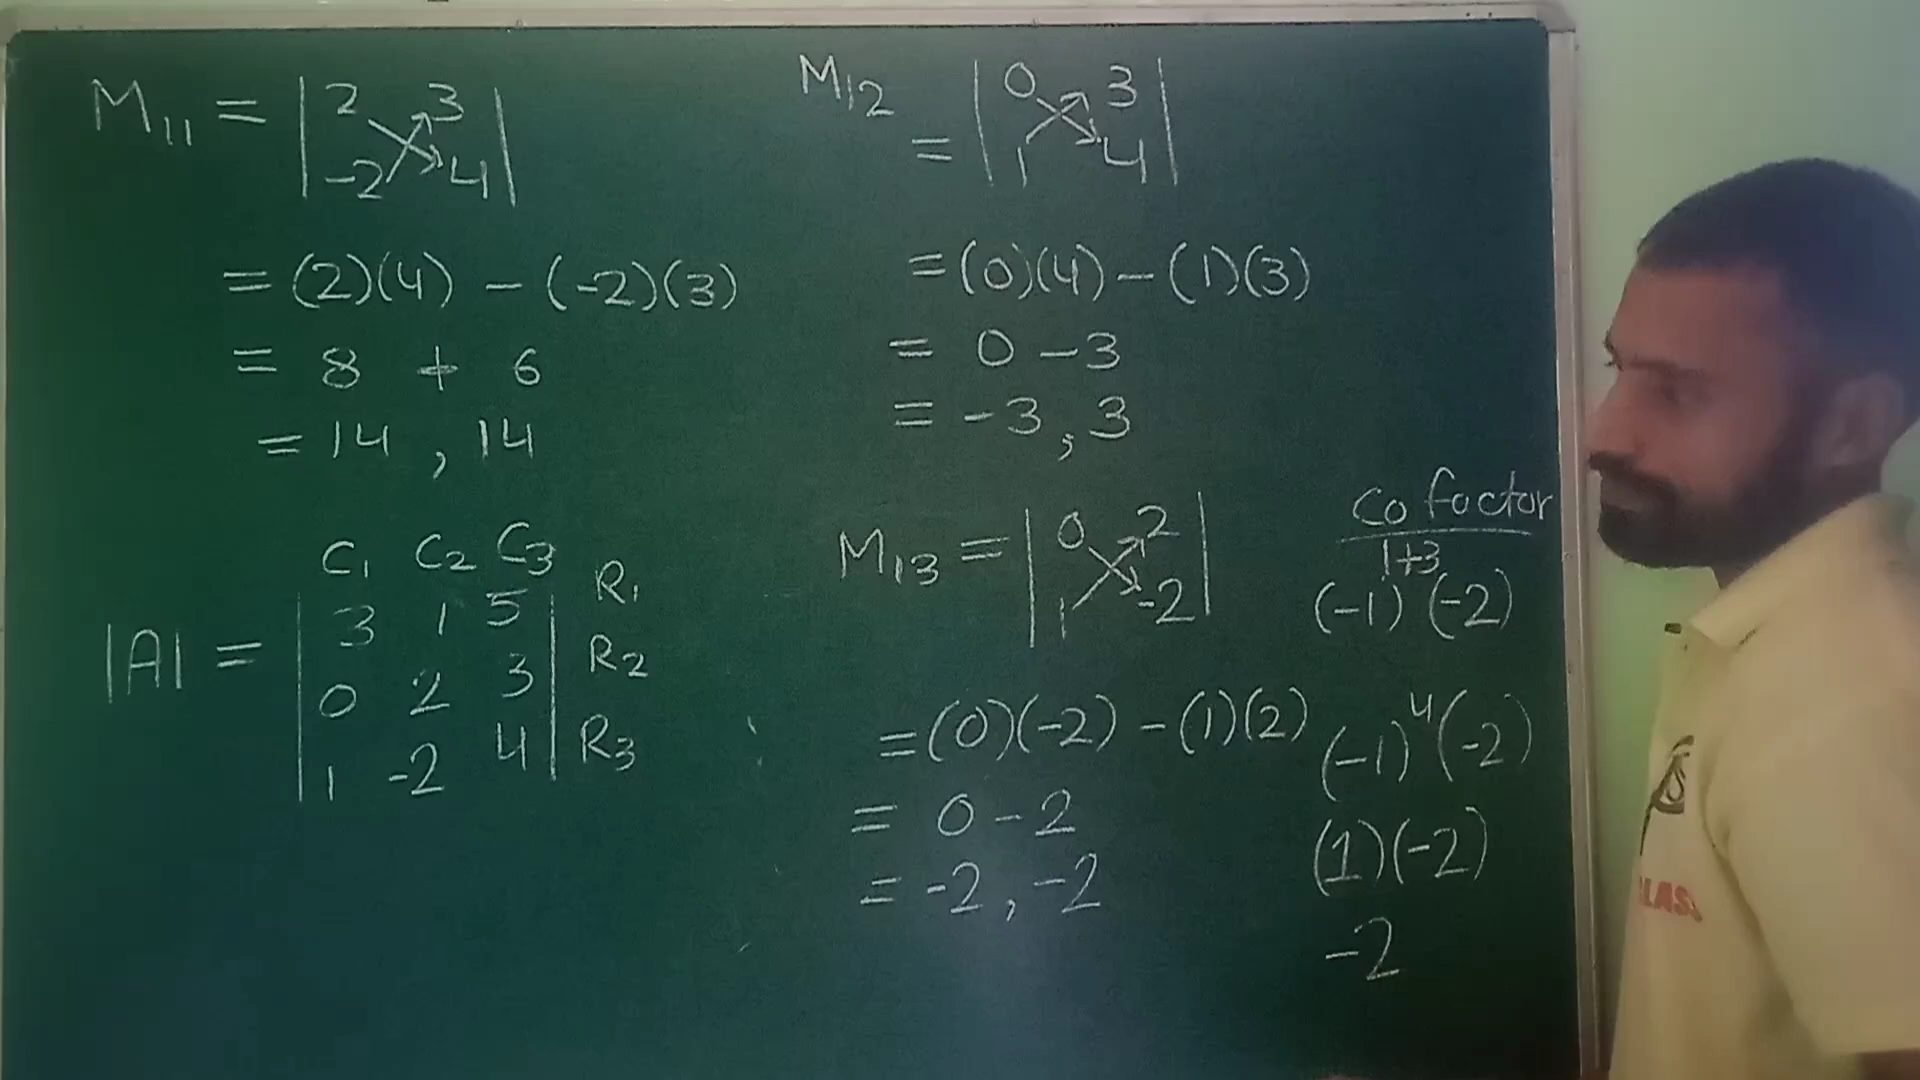 M11 = | 2 3 |
| -2 4 |
= (2)(4) - (-2)(3)
= 8 + 6
= 14 , 14
C1 C2 C3
|A| = | 3 1 5 | R1
| 0 2 3 | R2
| 1 -2 4 | R3
M12 = | 0 3 |
| 1 4 |
= (0)(4) - (1)(3)
= 0 - 3
= -3 , 3
M13 = | 0 2 |
| 1 -2 |
= (0)(-2) - (1)(2)
= 0 - 2
= -2 , -2
Co factor
(-1)^1+3 (-2)
(-1)^4 (-2)
(1)(-2)
-2